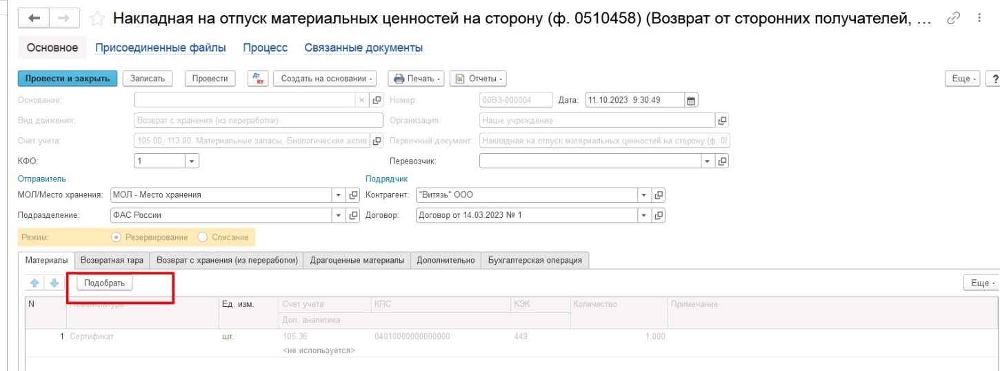 Накладная на отпуск материальных ценностей на сторону (ф. 0510458) (Возврат от сторонних получателей, ...
Основное Присоединенные файлы Процесс Связанные документы
Провести и закрыть Записать Провести Дт Кт Создать на основании Печать Отчеты Еще ?
Основание: Номер: 00ВЗ-000004 Дата: 11.10.2023 9:30:49
Вид движения: Возврат с хранения (из переработки) Организация: Наше учреждение
Счет учета: 105.00, 113.00. Материальные запасы, Биологические актив Первичный документ: Накладная на отпуск материальных ценностей на сторону (ф. 05
КФО: 1 Перевозчик:
Отправитель Подрядчик
МОЛ/Место хранения: МОЛ - Место хранения Контрагент: "Витязь" ООО
Подразделение: ФАС России Договор: Договор от 14.03.2023 № 1
Режим: Резервирование Списание
Материалы Возвратная тара Возврат с хранения (из переработки) Драгоценные материалы Дополнительно Бухгалтерская операция
Подобрать Еще
N Номенклатура Ед. изм. Счет учета КПС КЭК Количество Примечание
Доп. аналитика
1 Сертификат шт. 105.36 04010000000000000 449 1,000
<не используется>